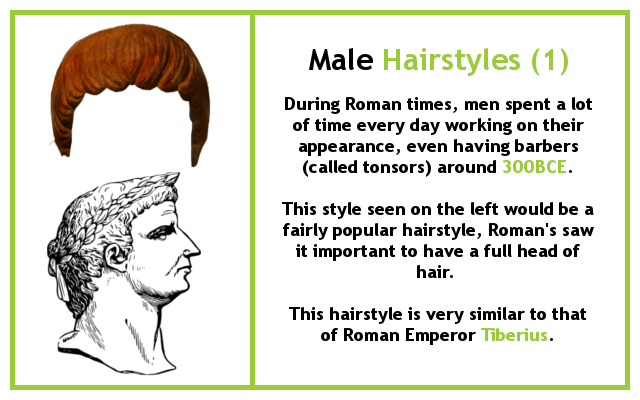 Male Hairstyles (1)
During Roman times, men spent a lot
of time every day working on their
appearance, even having barbers
(called tonsors) around 300BCE.
This style seen on the left would be a
fairly popular hairstyle, Roman's saw
it important to have a full head of
hair.
This hairstyle is very similar to that
of Roman Emperor Tiberius.